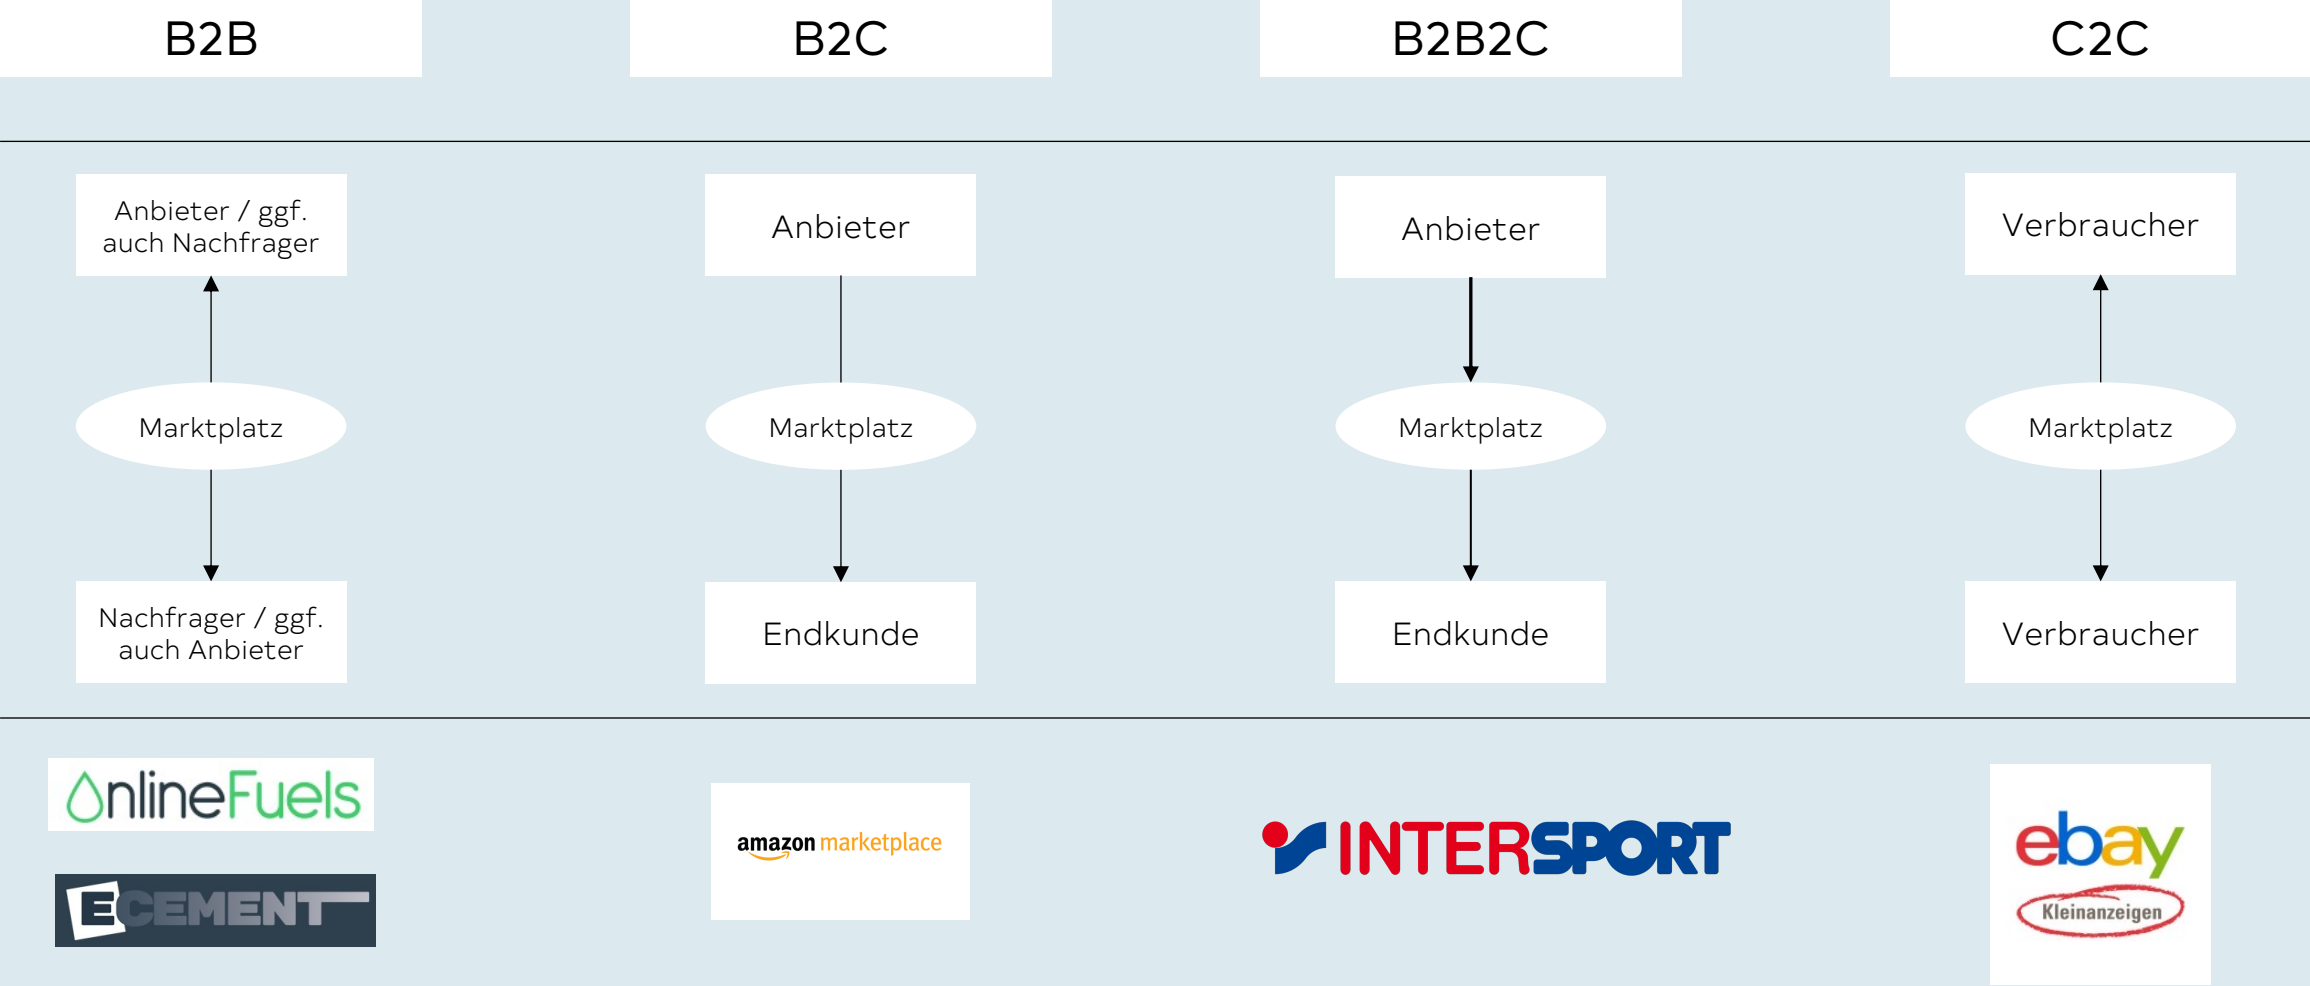 B2B
B2C
B2B2C
C2C
Anbieter / ggf.
auch Nachfrager
Anbieter
Anbieter
Verbraucher
Marktplatz
Marktplatz
Marktplatz
Marktplatz
Nachfrager / ggf.
auch Anbieter
Endkunde
Endkunde
Verbraucher
OnlineFuels
ECEMENT
amazon marketplace
INTERSPORT
ebay
Kleinanzeigen